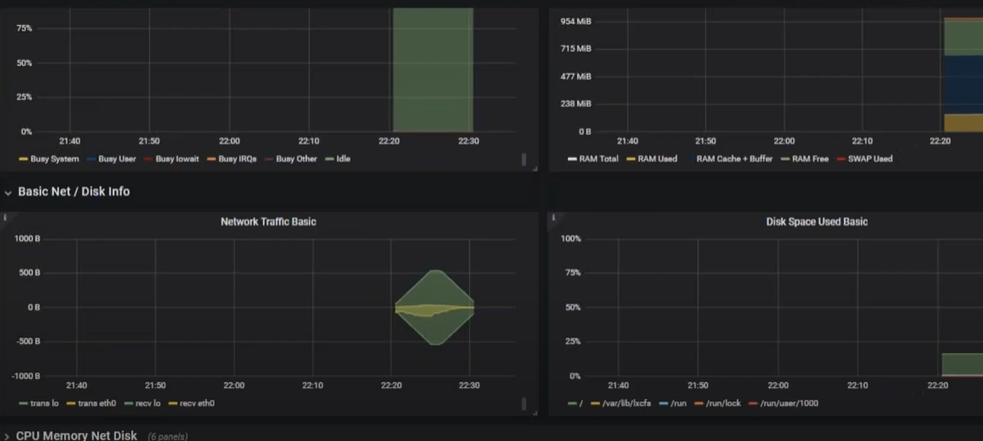 75%
50%
25%
0%
21:40 21:50 22:00 22:10 22:20 22:30
Busy System Busy User Busy Iowait Busy IRQs Busy Other Idle
954 MiB
715 MiB
477 MiB
238 MiB
0 B
21:40 21:50 22:00 22:10 22:20
RAM Total RAM Used RAM Cache + Buffer RAM Free SWAP Used
Basic Net / Disk Info
Network Traffic Basic
1000 B
500 B
0 B
-500 B
-1000 B
21:40 21:50 22:00 22:10 22:20 22:30
trans lo trans eth0 recv lo recv eth0
Disk Space Used Basic
100%
75%
50%
25%
0%
21:40 21:50 22:00 22:10 22:20
/ /var/lib/lxcfs /run /run/lock /run/user/1000
CPU Memory Net Disk (6 panels)